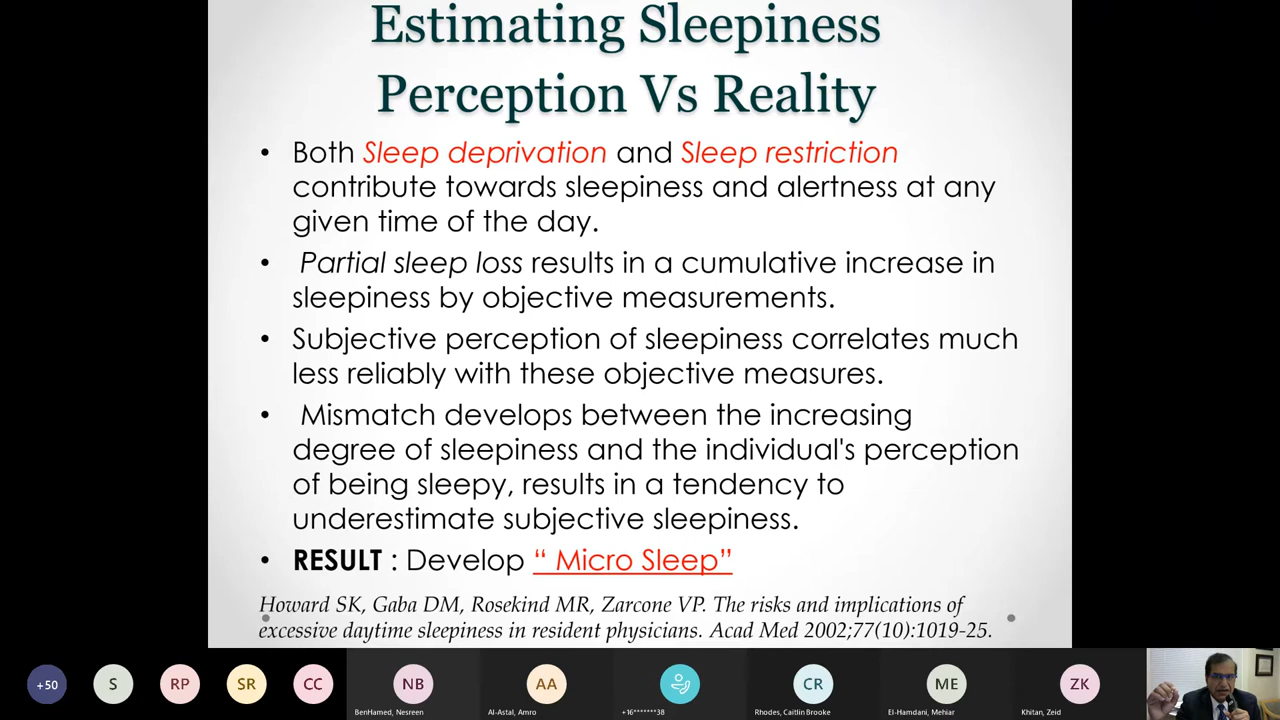 Estimating Sleepiness
Perception Vs Reality
• Both Sleep deprivation and Sleep restriction
contribute towards sleepiness and alertness at any
given time of the day.
• Partial sleep loss results in a cumulative increase in
sleepiness by objective measurements.
• Subjective perception of sleepiness correlates much
less reliably with these objective measures.
• Mismatch develops between the increasing
degree of sleepiness and the individual's perception
of being sleepy, results in a tendency to
underestimate subjective sleepiness.
• RESULT : Develop “ Micro Sleep”
Howard SK, Gaba DM, Rosekind MR, Zarcone VP. The risks and implications of
excessive daytime sleepiness in resident physicians. Acad Med 2002;77(10):1019-25.
+50 S RP SR CC NB AA CR ME ZK
BenHamed, Nesreen Al-Astal, Amro +16*******38 Rhodes, Caitlin Brooke El-Hamdani, Mehiar Khitan, Zeid